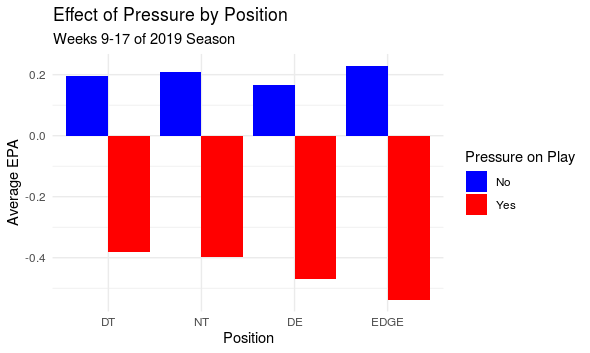 Effect of Pressure by Position
Weeks 9-17 of 2019 Season
0.2
0.0
-0.2
-0.4
Average EPA
DT NT DE EDGE
Position
Pressure on Play
No
Yes